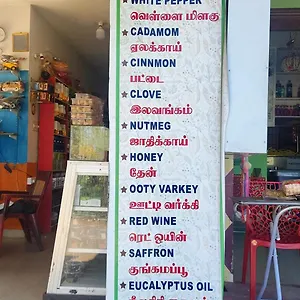 ★ WHITE PEPPER
வெள்ளை மிளகு
★ CADAMOM
ஏலக்காய்
★ CINNMON
பட்டை
★ CLOVE
இலவங்கம்
★ NUTMEG
ஜாதிக்காய்
★ HONEY
தேன்
★ OOTY VARKEY
ஊட்டி வர்க்கி
★ RED WINE
ரெட் ஒயின்
★ SAFFRON
குங்கமப்பூ
★ EUCALYPTUS OIL